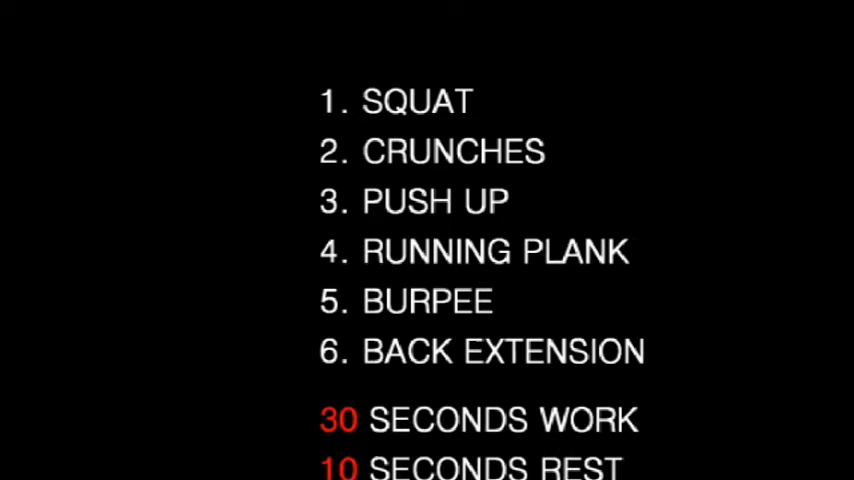 1. SQUAT
2. CRUNCHES
3. PUSH UP
4. RUNNING PLANK
5. BURPEE
6. BACK EXTENSION
30 SECONDS WORK
10 SECONDS REST